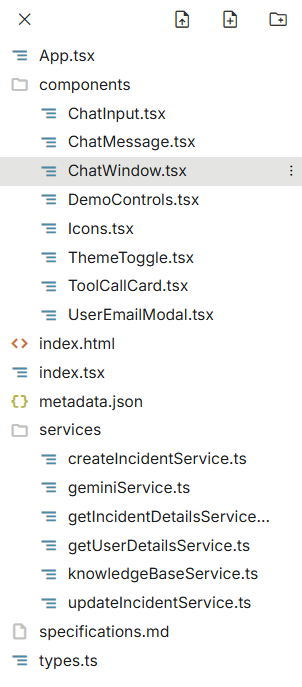 App.tsx
components
ChatInput.tsx
ChatMessage.tsx
ChatWindow.tsx
DemoControls.tsx
Icons.tsx
ThemeToggle.tsx
ToolCallCard.tsx
UserEmailModal.tsx
index.html
index.tsx
metadata.json
services
createIncidentService.ts
geminiService.ts
getIncidentDetailsService...
getUserDetailsService.ts
knowledgeBaseService.ts
updateIncidentService.ts
specifications.md
types.ts